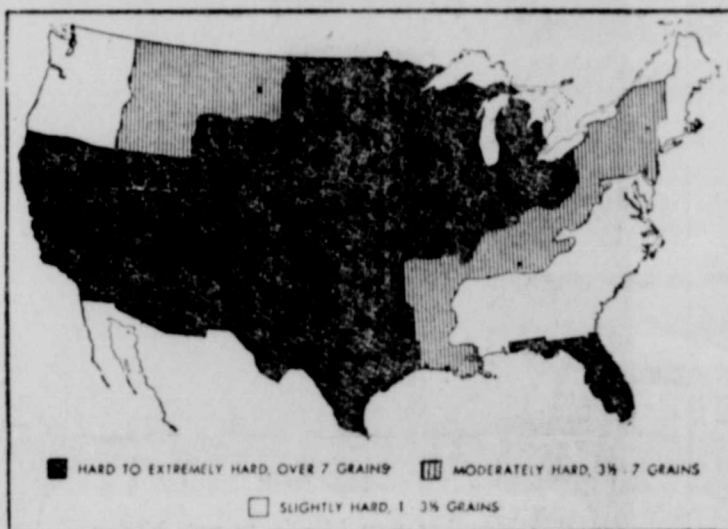 HARD TO EXTREMELY HARD, OVER 7 GRAINS
MODERATELY HARD, 3½ - 7 GRAINS
SLIGHTLY HARD, 1 - 3½ GRAINS